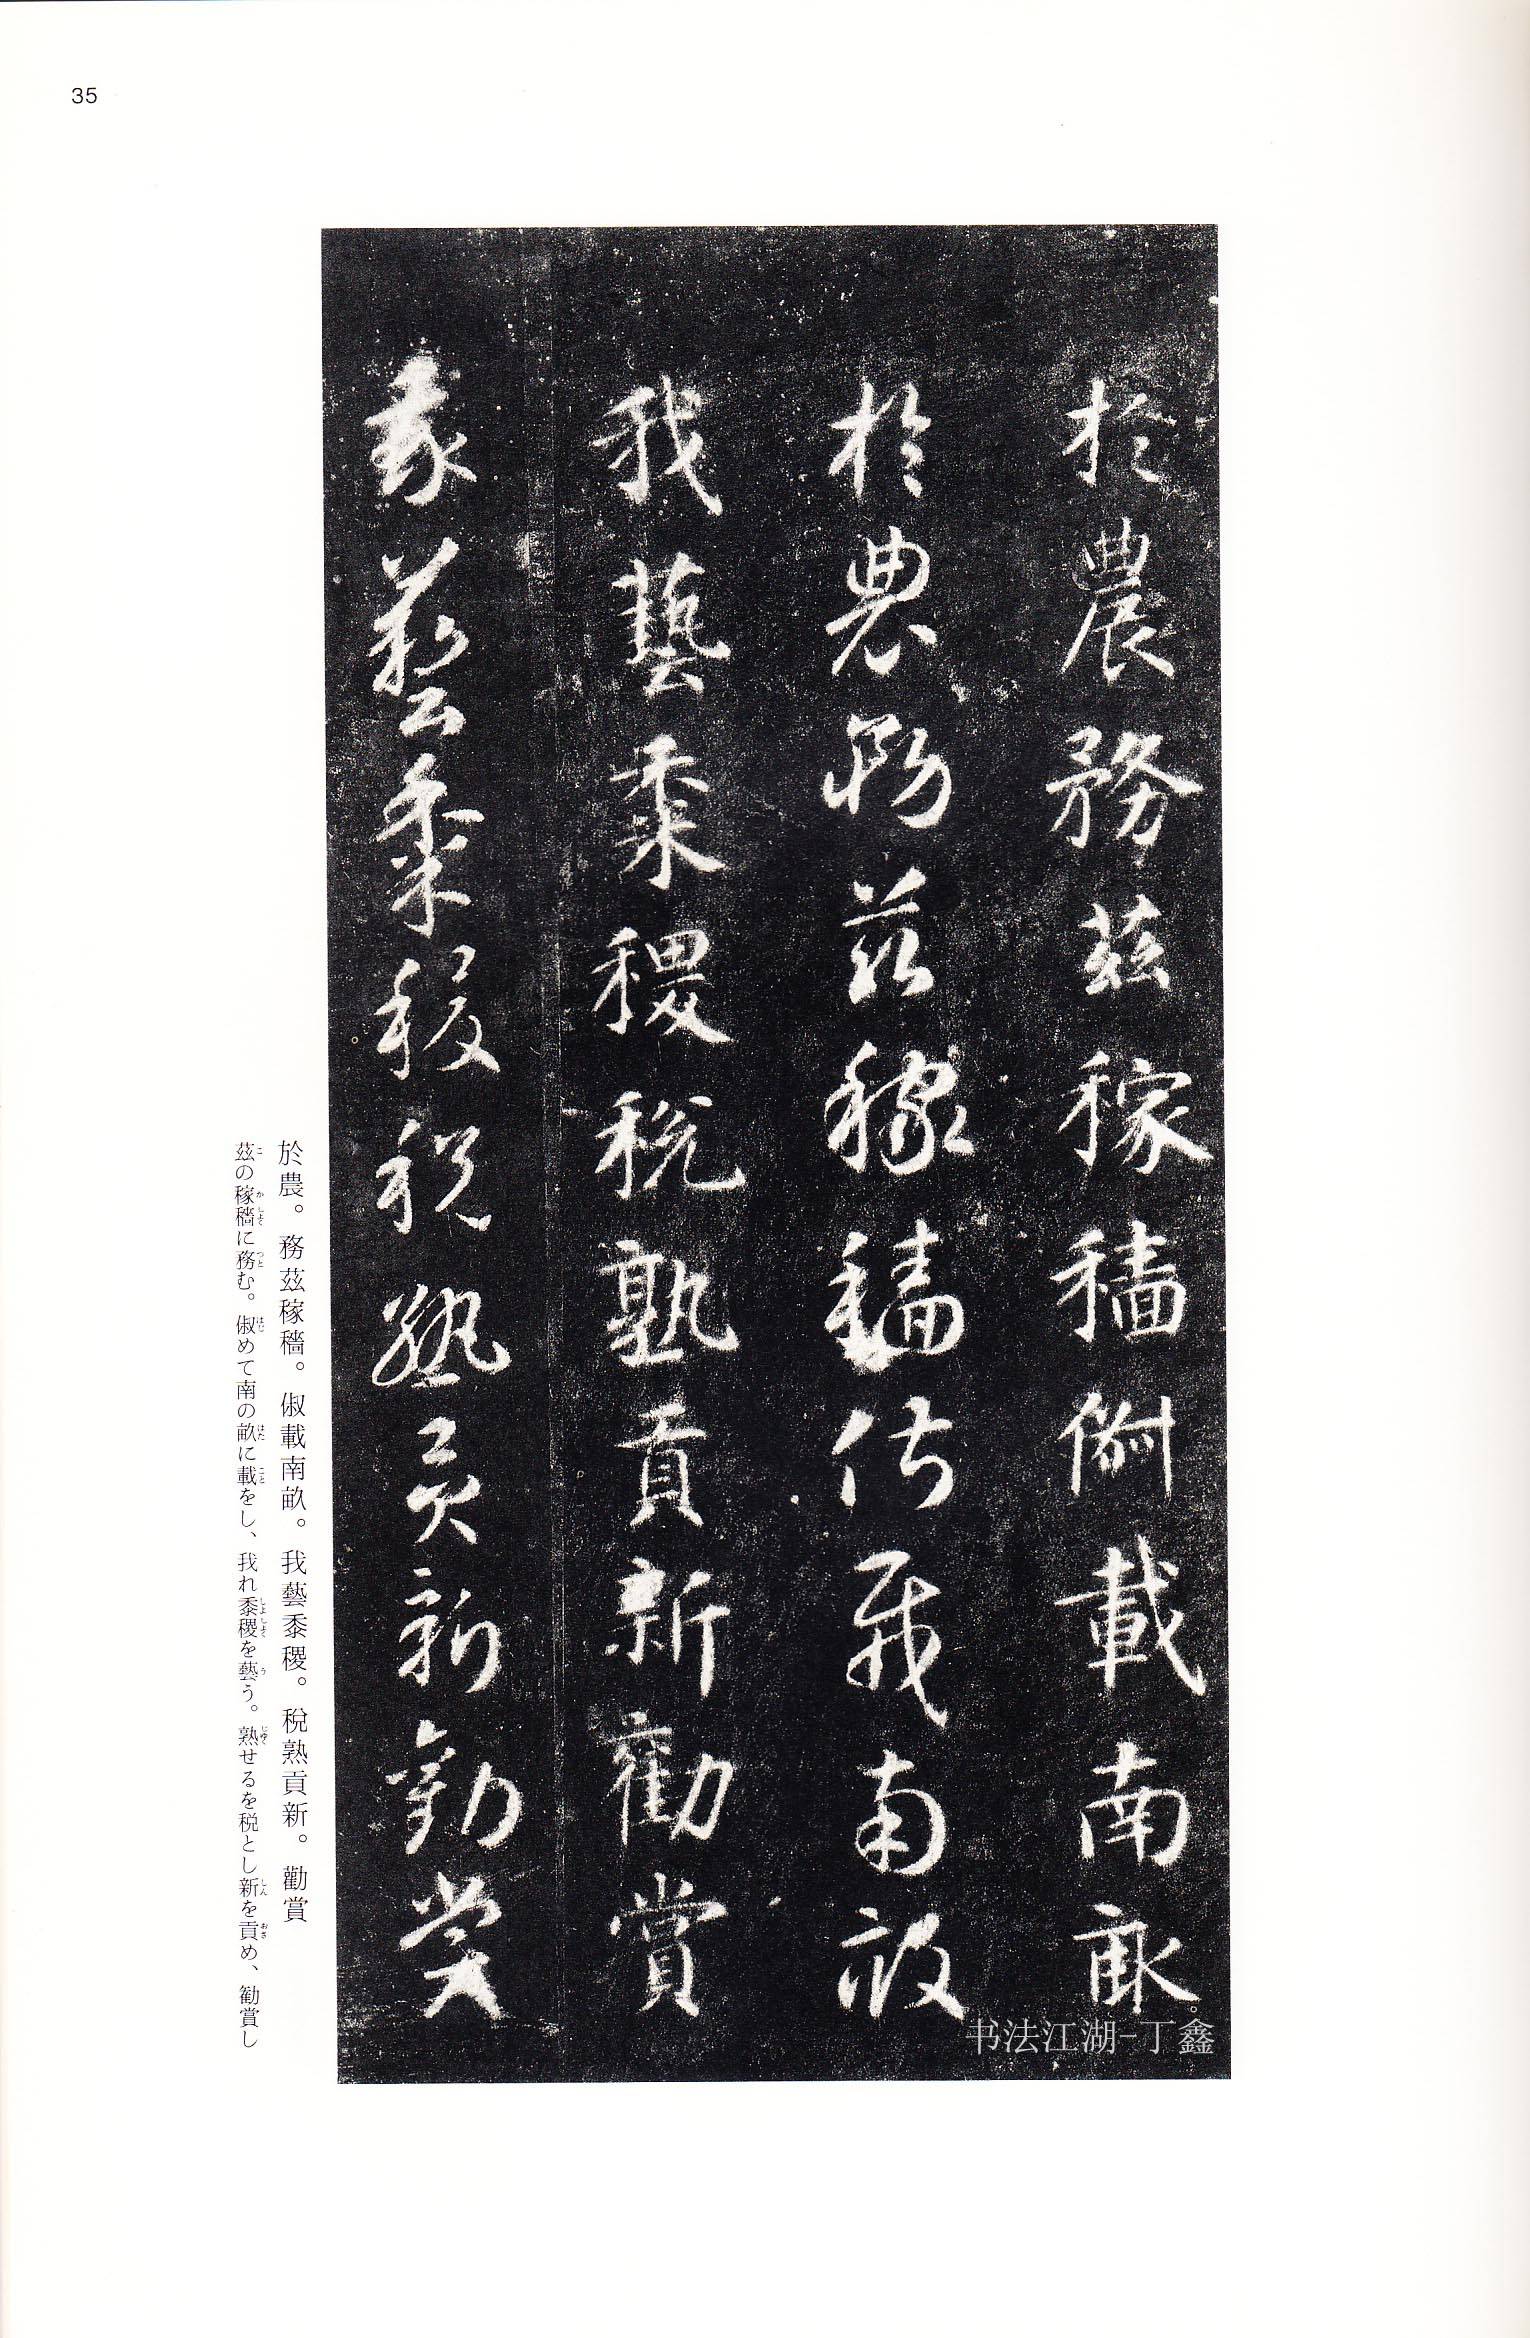 35
於農務茲稼穡俶載南畝
於農務茲稼穡俶載南畝
我藝黍稷稅熟貢新勸賞
我藝黍稷稅熟貢新勸賞
於農。務茲稼穡。俶載南畝。我藝黍稷。稅熟貢新。勸賞
茲の稼穡に務む。俶めて南の畝に載をし、我れ黍稷を藝う。熟せるを税とし新を貢め、勧賞し
书法江湖-丁鑫